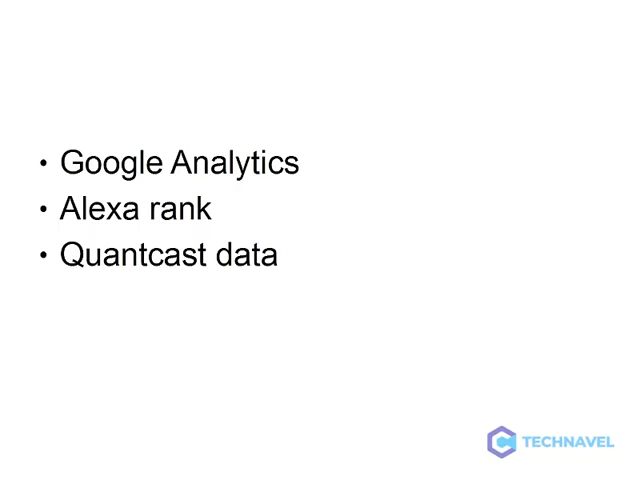 • Google Analytics
• Alexa rank
• Quantcast data
TECHNAVEL